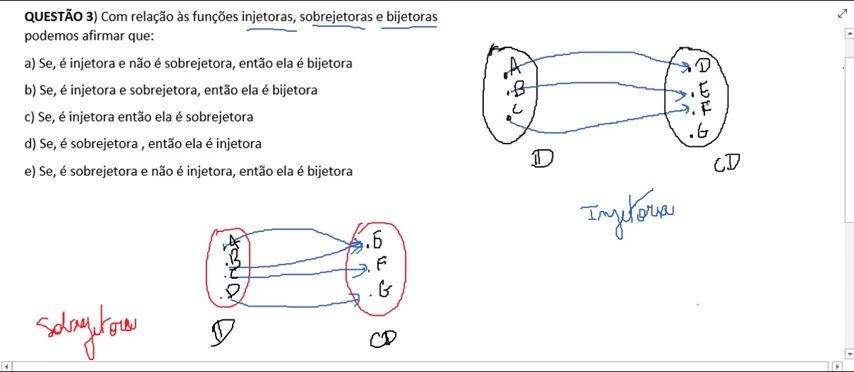 QUESTÃO 3) Com relação às funções injetoras, sobrejetoras e bijetoras
podemos afirmar que:
a) Se, é injetora e não é sobrejetora, então ela é bijetora
b) Se, é injetora e sobrejetora, então ela é bijetora
c) Se, é injetora então ela é sobrejetora
d) Se, é sobrejetora , então ela é injetora
e) Se, é sobrejetora e não é injetora, então ela é bijetora
.A
.B
.C
D
.D
.E
.F
.G
CD
Injetora
.A
.B
.C
.D
D
.E
.F
.G
CD
Sobrejetora